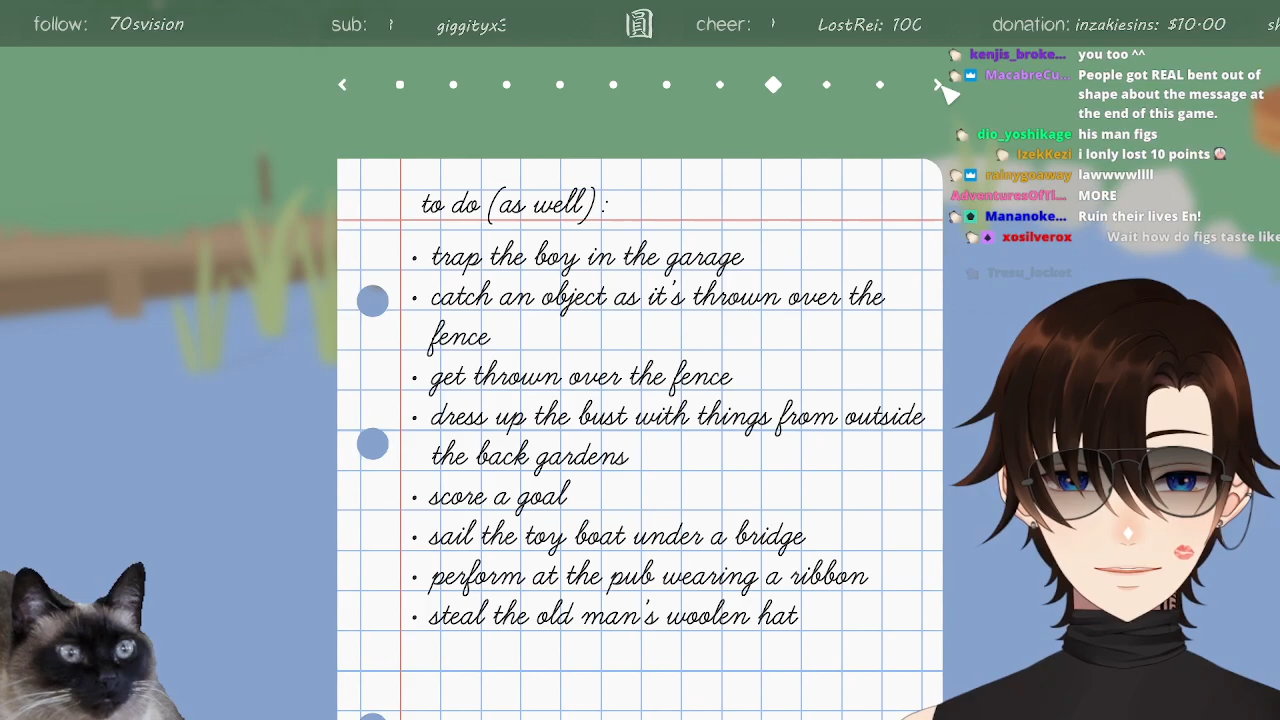 follow: 70svision sub: giggityx3 圓 cheer: LostRei: 100 donation: inzakiesins: $10.00
kenjis_broke... you too ^^
MacabreCu... People got REAL bent out of
shape about the message at
the end of this game.
dio_yoshikage his man figs
IzekKezi i lonly lost 10 points
rainygoaway lawwwwllll
AdventuresOfTi... MORE
Mananoke... Ruin their lives En!
xosilverox Wait how do figs taste like
to do (as well):
• trap the boy in the garage
• catch an object as it's thrown over the
fence
• get thrown over the fence
• dress up the bust with things from outside
the back gardens
• score a goal
• sail the toy boat under a bridge
• perform at the pub wearing a ribbon
• steal the old man's woolen hat